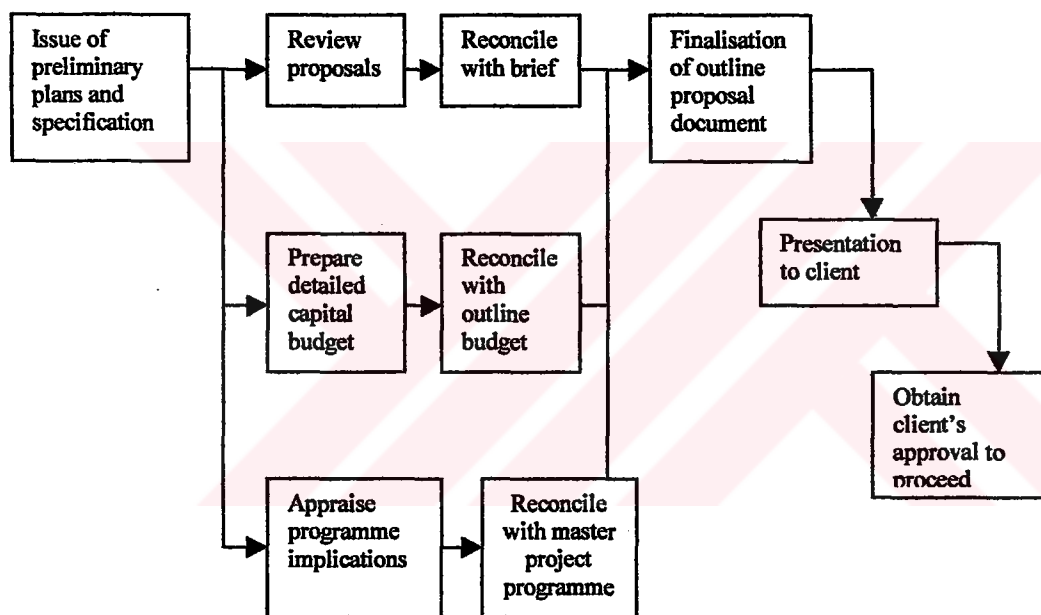 Issue of
preliminary
plans and
specification
Review
proposals
Reconcile
with brief
Finalisation
of outline
proposal
document
Prepare
detailed
capital
budget
Reconcile
with
outline
budget
Presentation
to client
Obtain
client's
approval to
proceed
Appraise
programme
implications
Reconcile
with master
project
programme